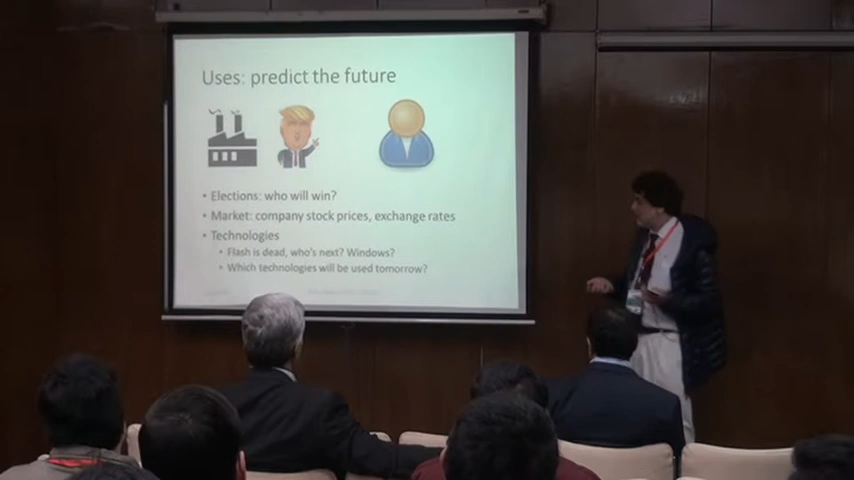 Uses: predict the future
• Elections: who will win?
• Market: company stock prices, exchange rates
• Technologies
• Flash is dead, who's next? Windows?
• Which technologies will be used tomorrow?